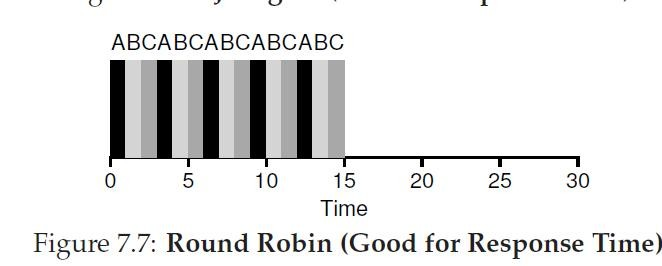 ABCABCABCABCABC
0 5 10 15 20 25 30
Time
Figure 7.7: Round Robin (Good for Response Time)